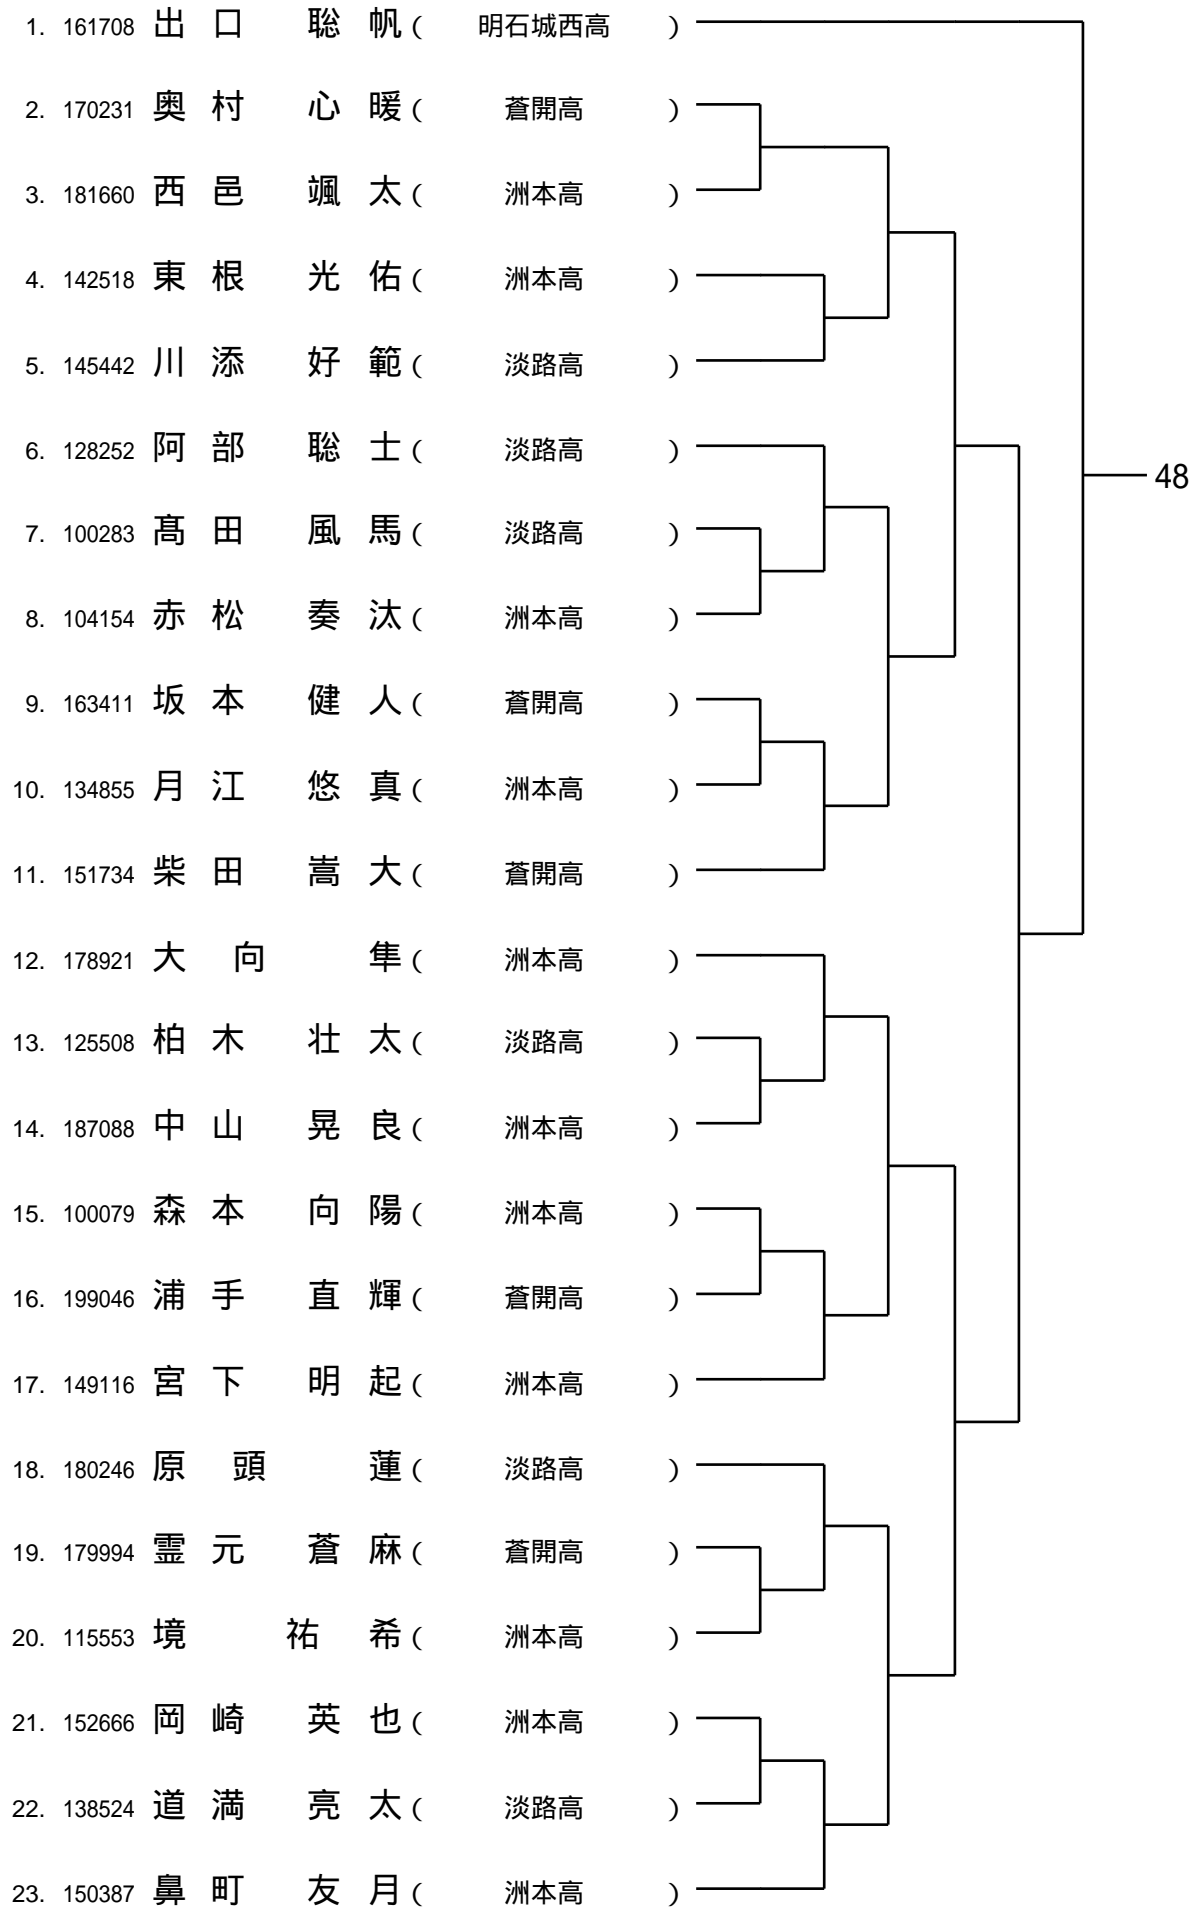 1. 161708 出口 聡帆 ( 明石城西高 )
2. 170231 奥村 心暖 ( 蒼開高 )
3. 181660 西邑 颯太 ( 洲本高 )
4. 142518 東根 光佑 ( 洲本高 )
5. 145442 川添 好範 ( 淡路高 )
6. 128252 阿部 聡士 ( 淡路高 )
48
7. 100283 髙田 風馬 ( 淡路高 )
8. 104154 赤松 奏汰 ( 洲本高 )
9. 163411 坂本 健人 ( 蒼開高 )
10. 134855 月江 悠真 ( 洲本高 )
11. 151734 柴田 嵩大 ( 蒼開高 )
12. 178921 大向 隼 ( 洲本高 )
13. 125508 柏木 壮太 ( 淡路高 )
14. 187088 中山 晃良 ( 洲本高 )
15. 100079 森本 向陽 ( 洲本高 )
16. 199046 浦手 直輝 ( 蒼開高 )
17. 149116 宮下 明起 ( 洲本高 )
18. 180246 原頭 蓮 ( 淡路高 )
19. 179994 霊元 蒼麻 ( 蒼開高 )
20. 115553 境 祐希 ( 洲本高 )
21. 152666 岡崎 英也 ( 洲本高 )
22. 138524 道満 亮太 ( 淡路高 )
23. 150387 鼻町 友月 ( 洲本高 )